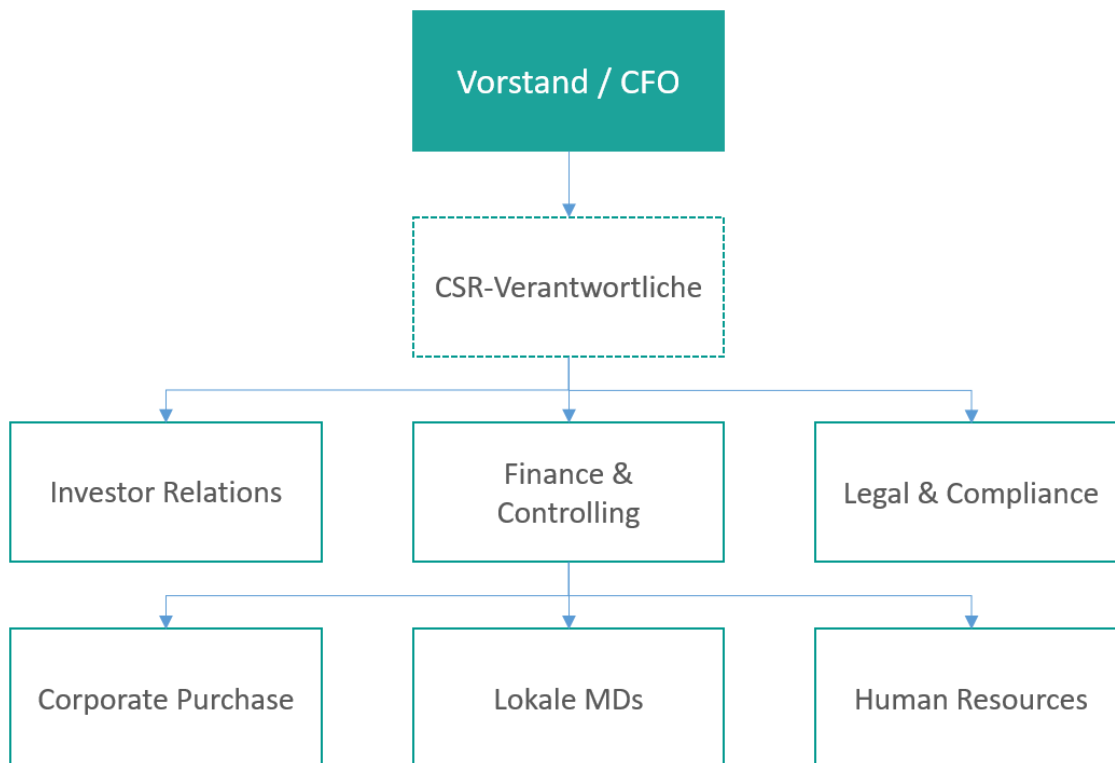 Vorstand / CFO
CSR-Verantwortliche
Investor Relations
Finance &
Controlling
Legal & Compliance
Corporate Purchase
Lokale MDs
Human Resources